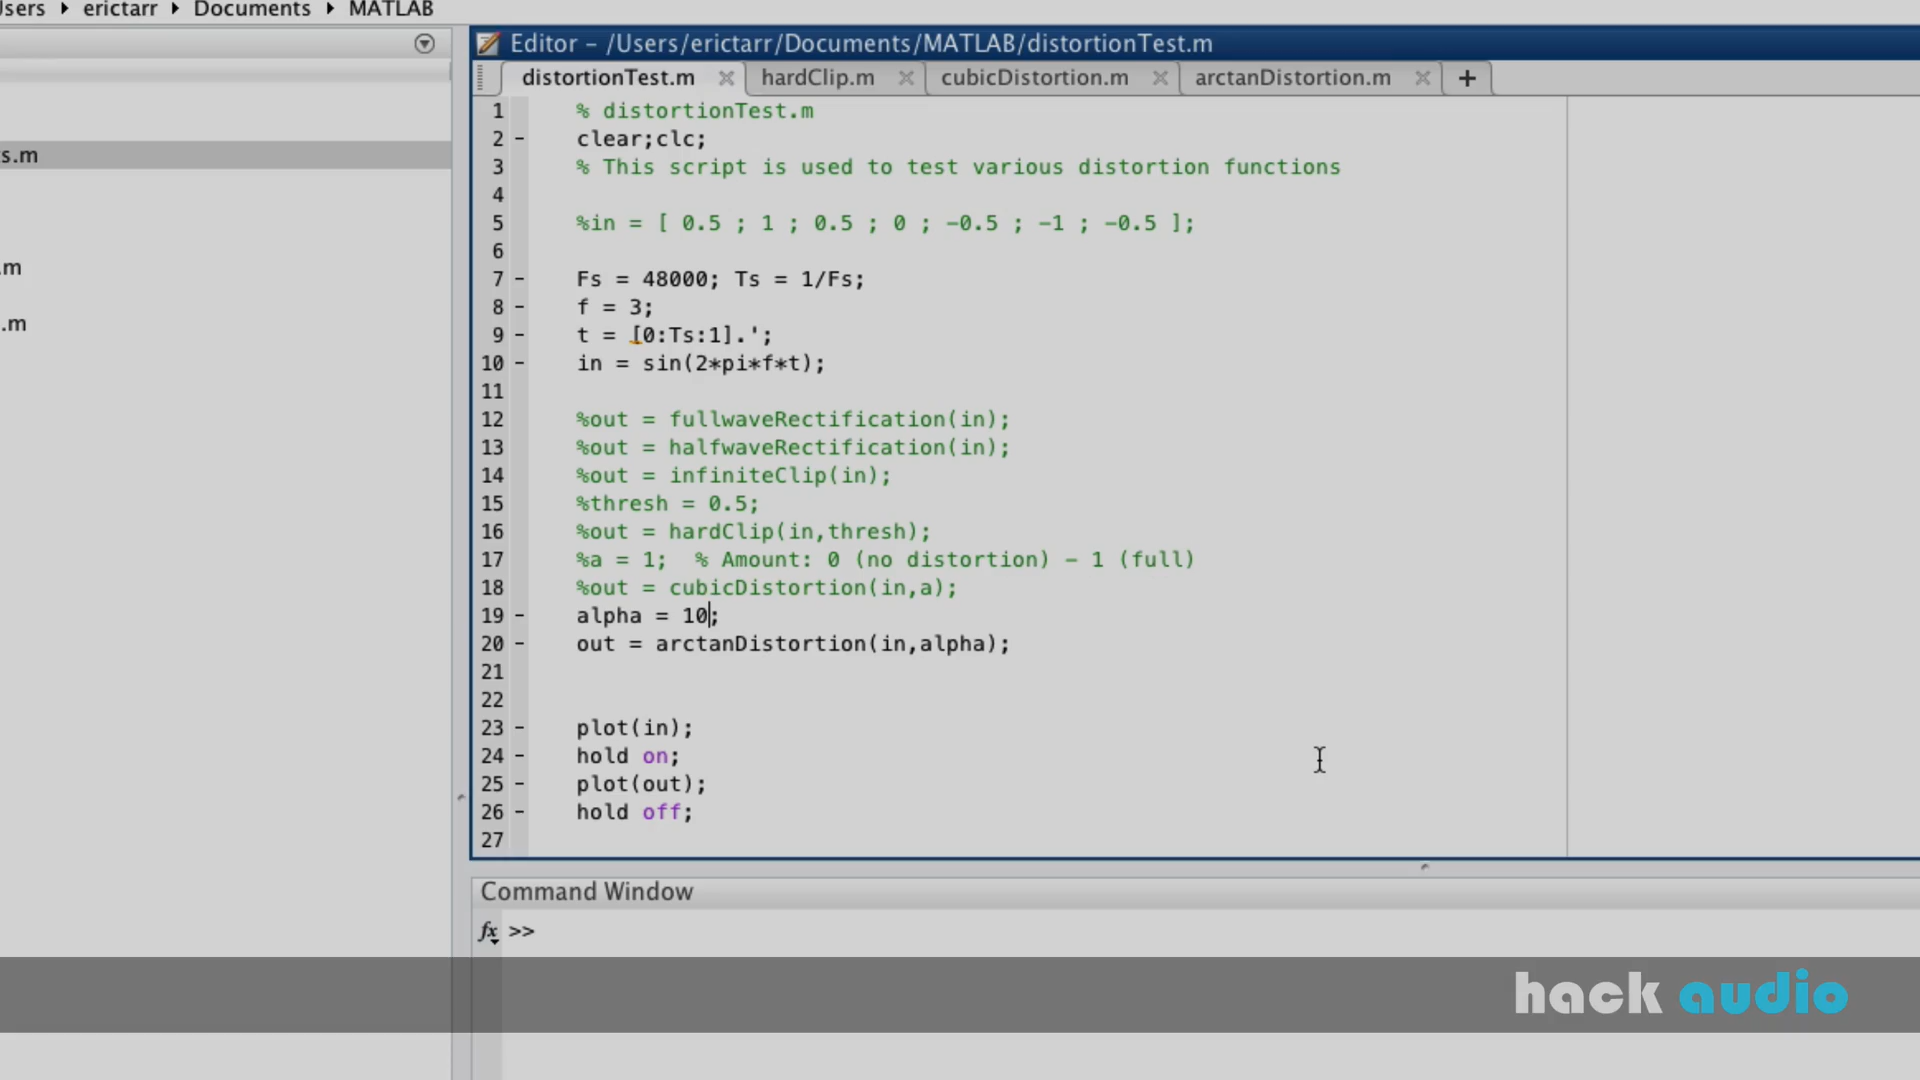 Users ▸ erictarr ▸ Documents ▸ MATLAB
Editor – /Users/erictarr/Documents/MATLAB/distortionTest.m
distortionTest.m × hardClip.m × cubicDistortion.m × arctanDistortion.m × +
s.m
.m
.m
1 % distortionTest.m
2 – clear;clc;
3 % This script is used to test various distortion functions
4
5 %in = [ 0.5 ; 1 ; 0.5 ; 0 ; -0.5 ; -1 ; -0.5 ];
6
7 – Fs = 48000; Ts = 1/Fs;
8 – f = 3;
9 – t = [0:Ts:1].';
10 – in = sin(2*pi*f*t);
11
12 %out = fullwaveRectification(in);
13 %out = halfwaveRectification(in);
14 %out = infiniteClip(in);
15 %thresh = 0.5;
16 %out = hardClip(in,thresh);
17 %a = 1;  % Amount: 0 (no distortion) - 1 (full)
18 %out = cubicDistortion(in,a);
19 – alpha = 10;
20 – out = arctanDistortion(in,alpha);
21
22
23 – plot(in);
24 – hold on;
25 – plot(out);
26 – hold off;
27
Command Window
fx >>
hack audio